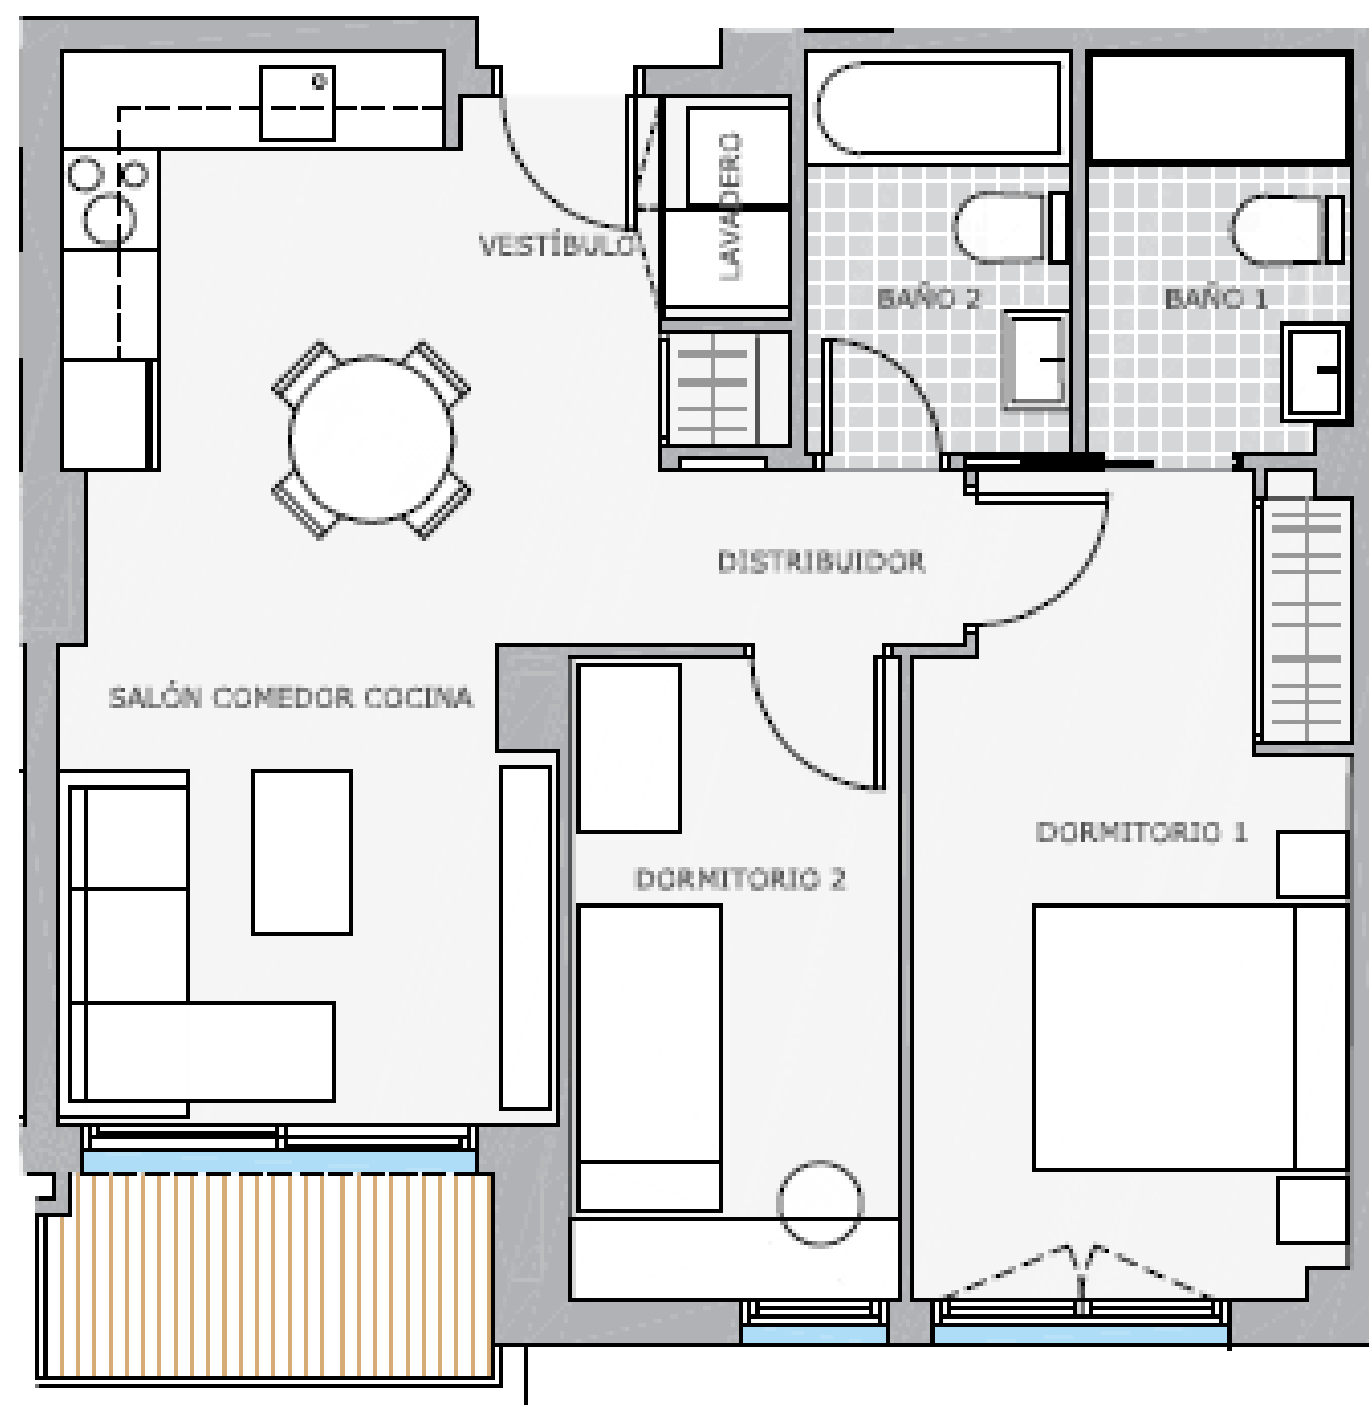 LAVADERO
VESTÍBULO
BAÑO 2
BAÑO 1
DISTRIBUIDOR
SALÓN COMEDOR COCINA
DORMITORIO 1
DORMITORIO 2